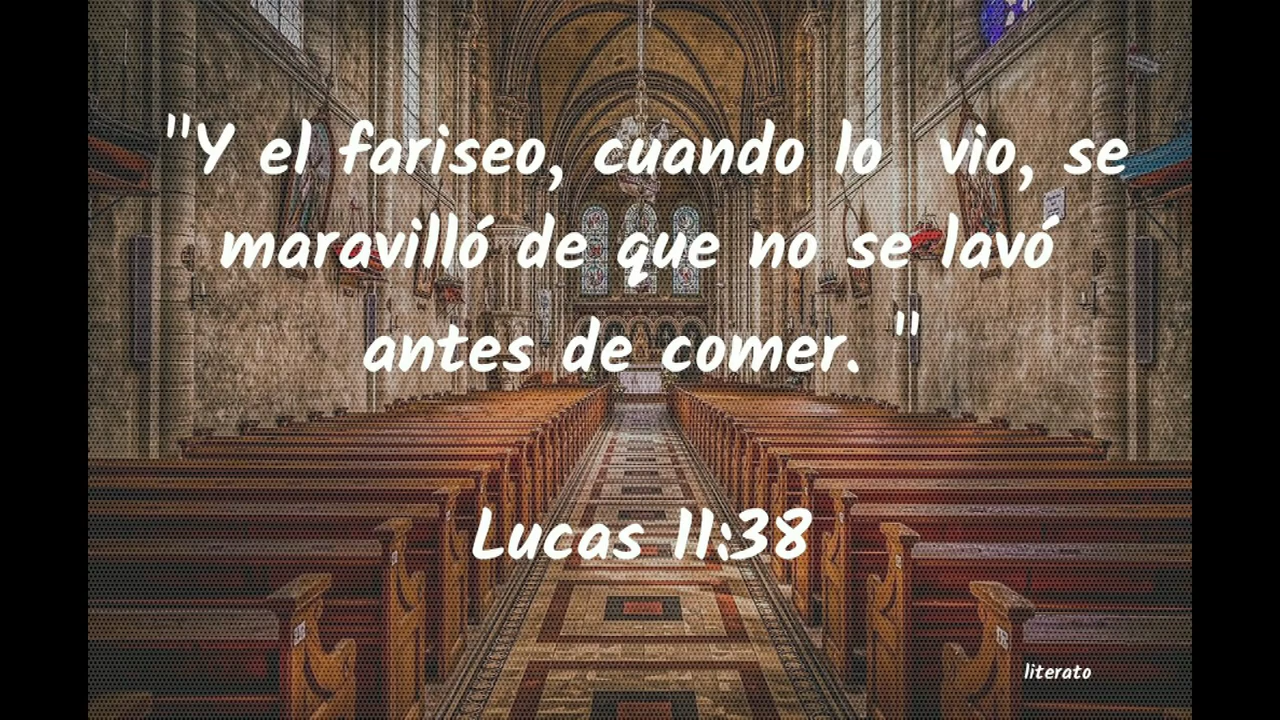 "Y el fariseo, cuando lo  vio, se
maravilló de que no se lavó
antes de comer. "
Lucas 11:38
literato